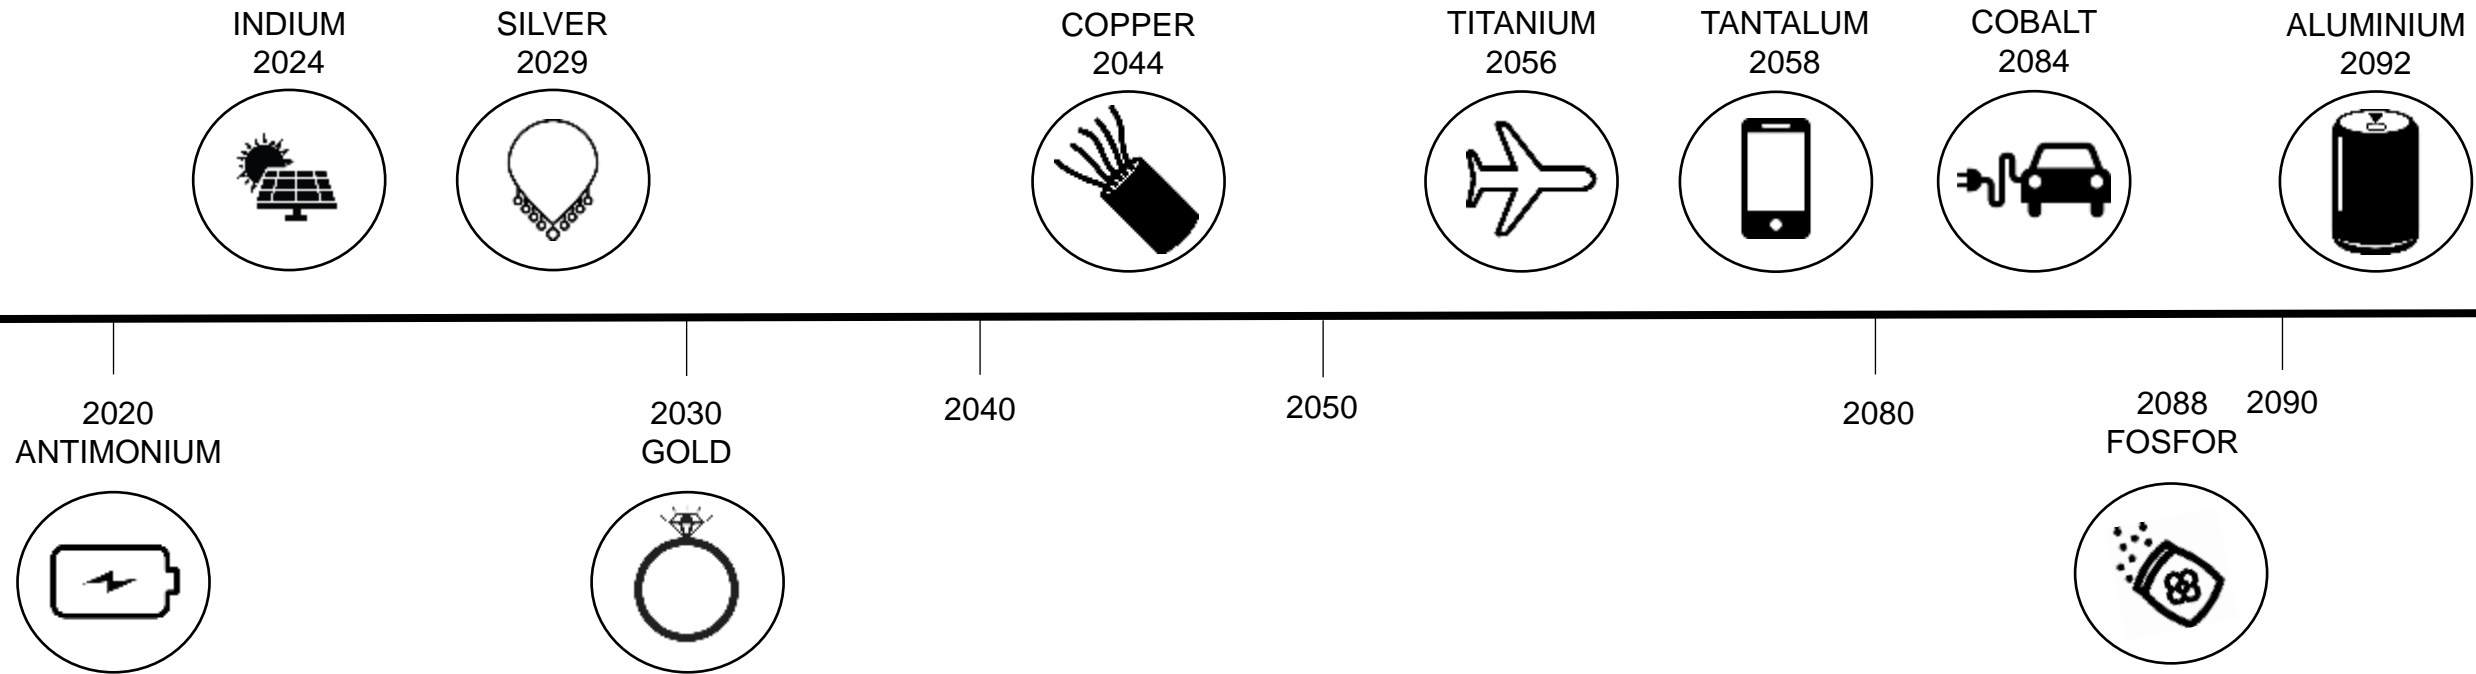 INDIUM
2024
SILVER
2029
COPPER
2044
TITANIUM
2056
TANTALUM
2058
COBALT
2084
ALUMINIUM
2092
2020
ANTIMONIUM
2030
GOLD
2040
2050
2080
2088
FOSFOR
2090